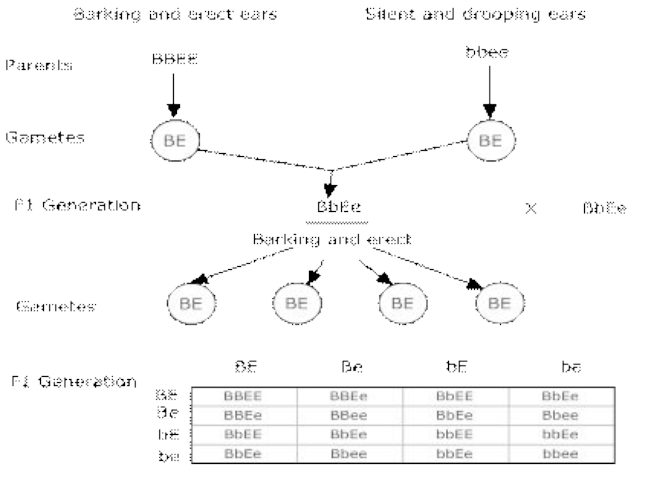 Barking and erect ears Silent and drooping ears
Parents BBEE bbee
Gametes BE BE
F1 Generation BbEe X BbEe
Barking and erect
Gametes BE BE BE BE
F1 Generation BE Be bE be
BE BBEE BBEe BbEE BbEe
Be BBEe BBee BbEe Bbee
bE BbEE BbEe bbEE bbEe
be BbEe Bbee bbEe bbee